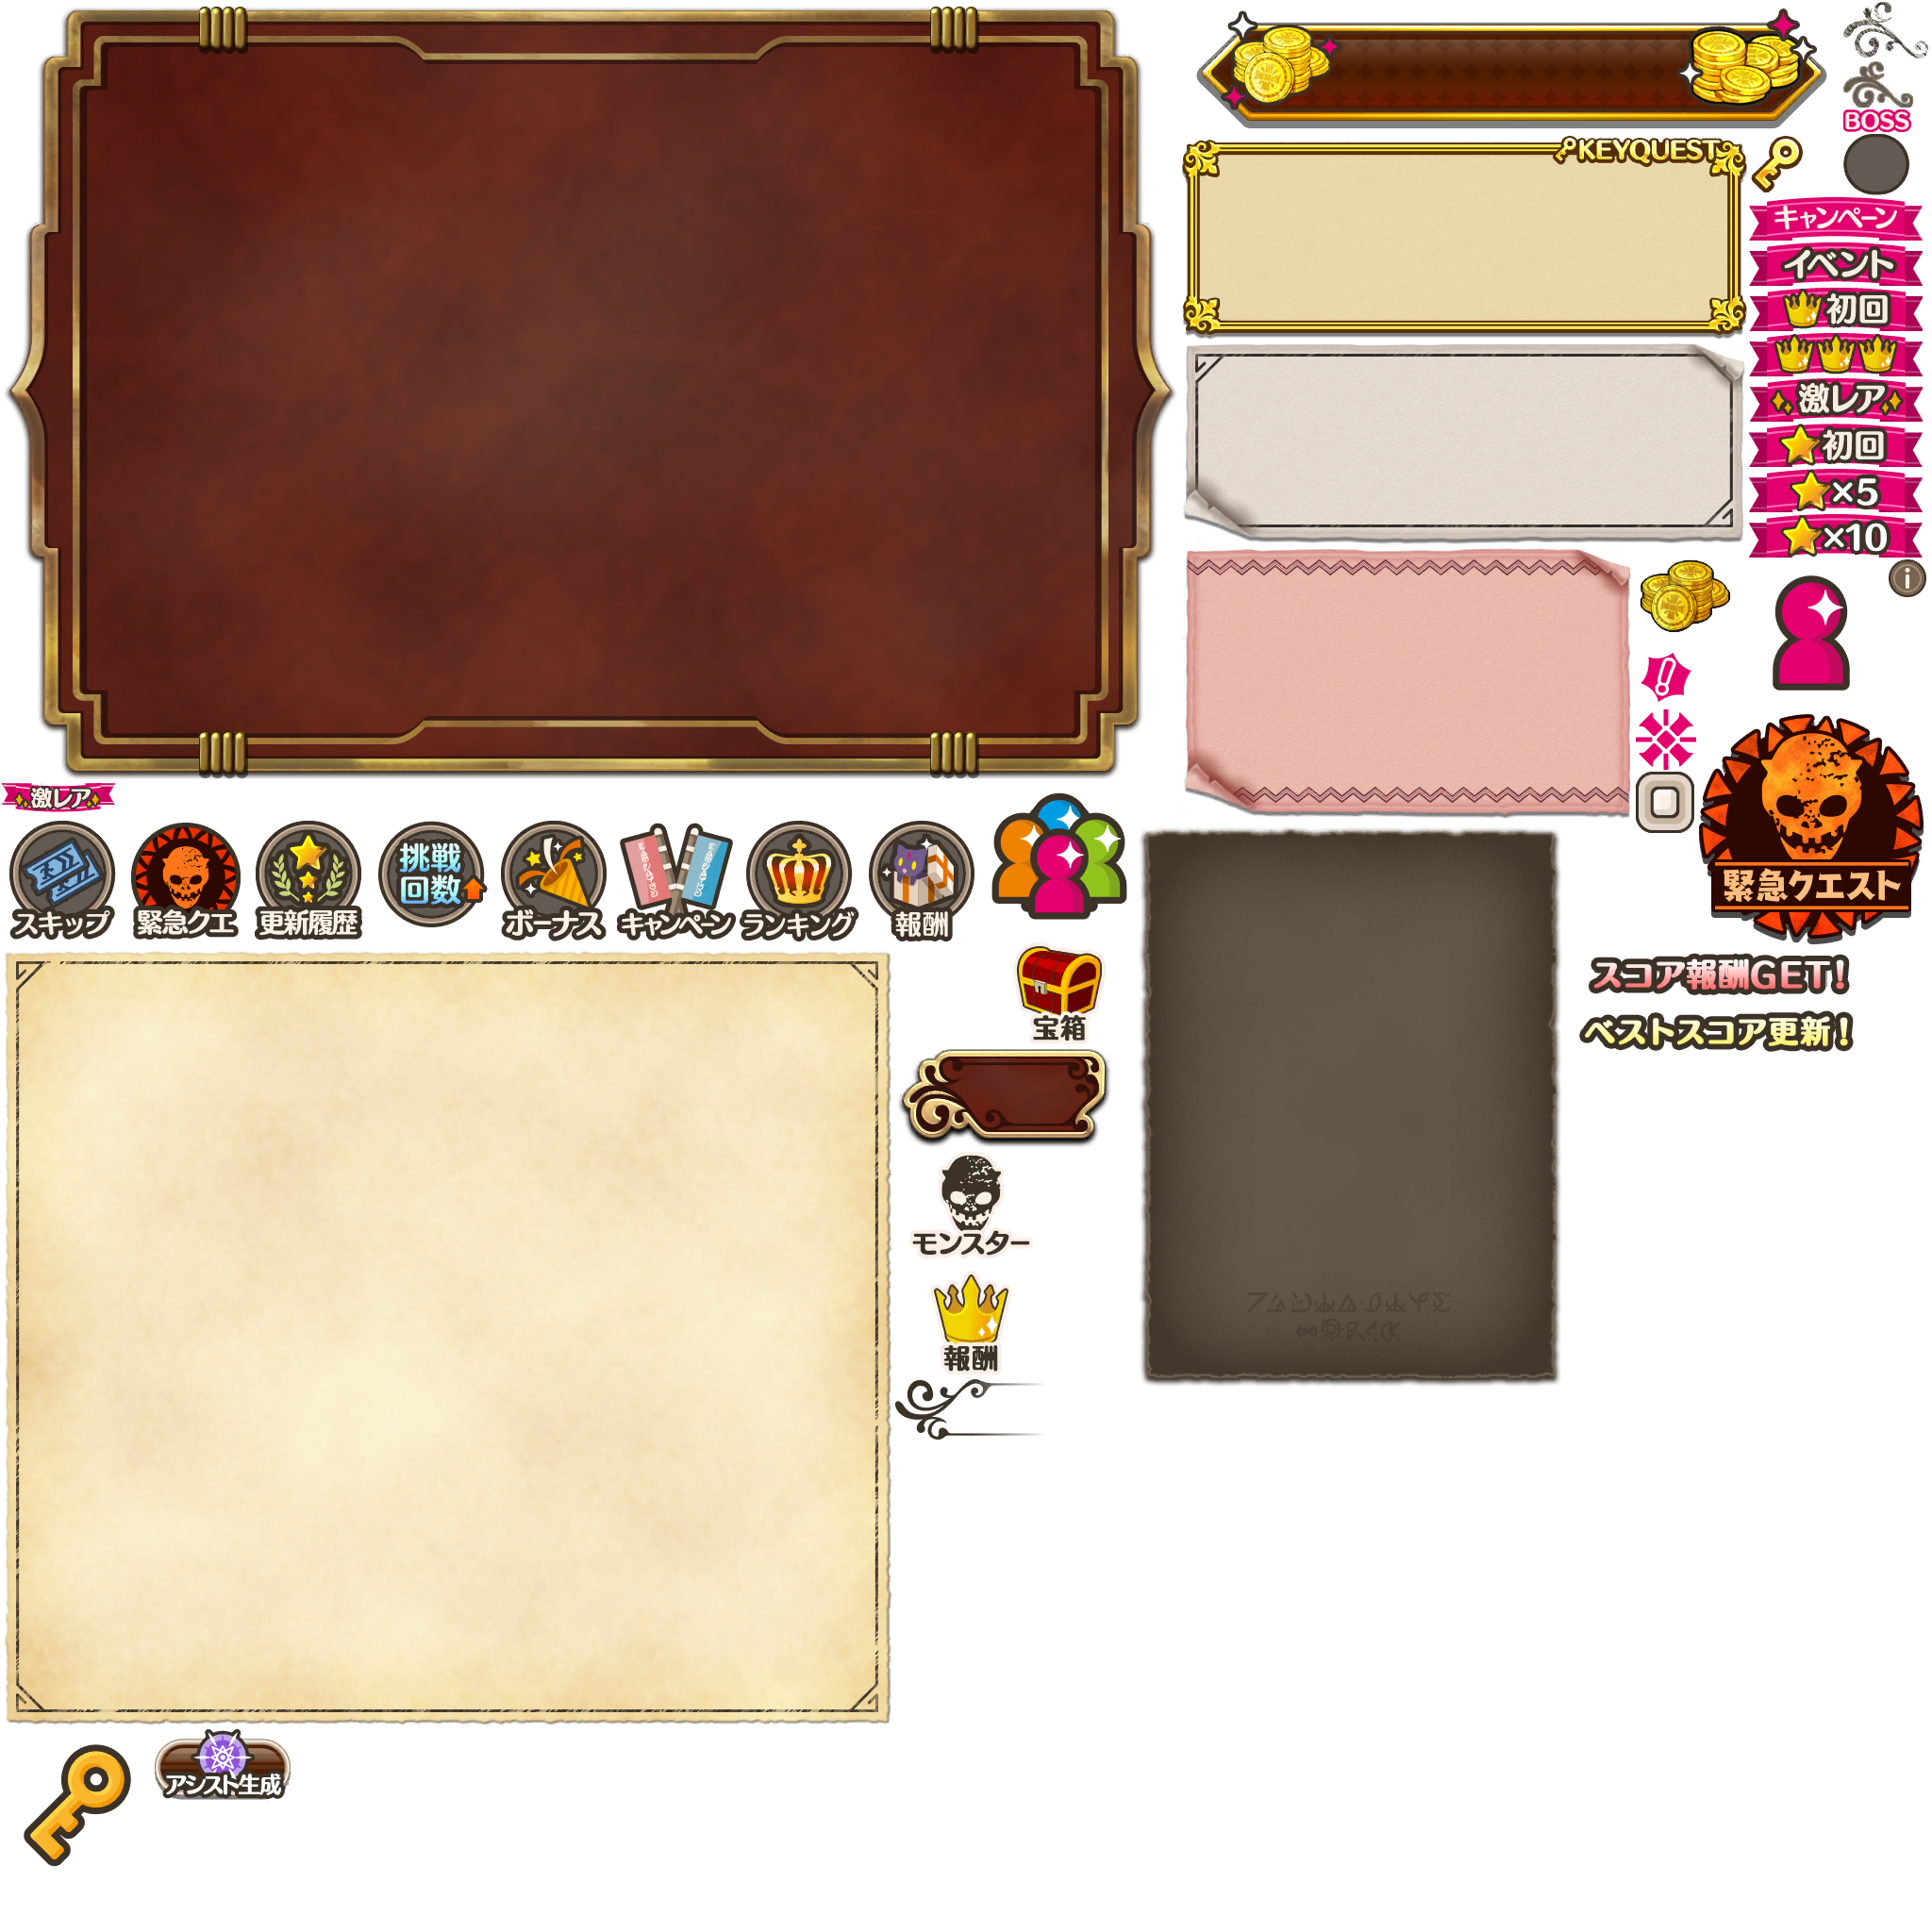 BOSS
KEYQUEST
キャンペーン
イベント
初回
激レア
初回
×5
×10
激レア
挑戦
回数
スキップ
緊急クエ
更新履歴
ボーナス
キャンペーン
ランキング
報酬
緊急クエスト
スコア報酬GET!
宝箱
ベストスコア更新!
モンスター
報酬
アシスト生成